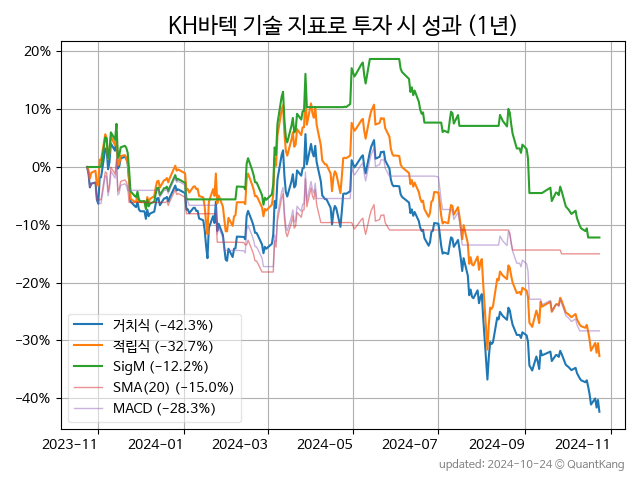 KH바텍 기술 지표로 투자 시 성과 (1년)
20%
10%
0%
−10%
−20%
−30%
−40%
거치식 (−42.3%)
적립식 (−32.7%)
SigM (−12.2%)
SMA(20) (−15.0%)
MACD (−28.3%)
2023−11 2024−01 2024−03 2024−05 2024−07 2024−09 2024−11
updated: 2024-10-24 ⓒ QuantKang